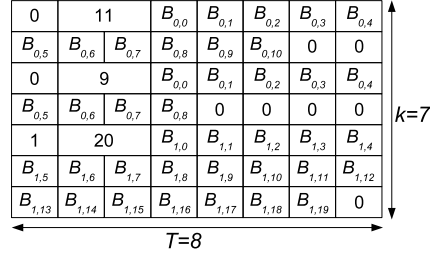 0 11 B0,0 B0,1 B0,2 B0,3 B0,4
B0,5 B0,6 B0,7 B0,8 B0,9 B0,10 0 0
0 9 B0,0 B0,1 B0,2 B0,3 B0,4
B0,5 B0,6 B0,7 B0,8 0 0 0 0
1 20 B1,0 B1,1 B1,2 B1,3 B1,4
B1,5 B1,6 B1,7 B1,8 B1,9 B1,10 B1,11 B1,12
B1,13 B1,14 B1,15 B1,16 B1,17 B1,18 B1,19 0
k=7
T=8